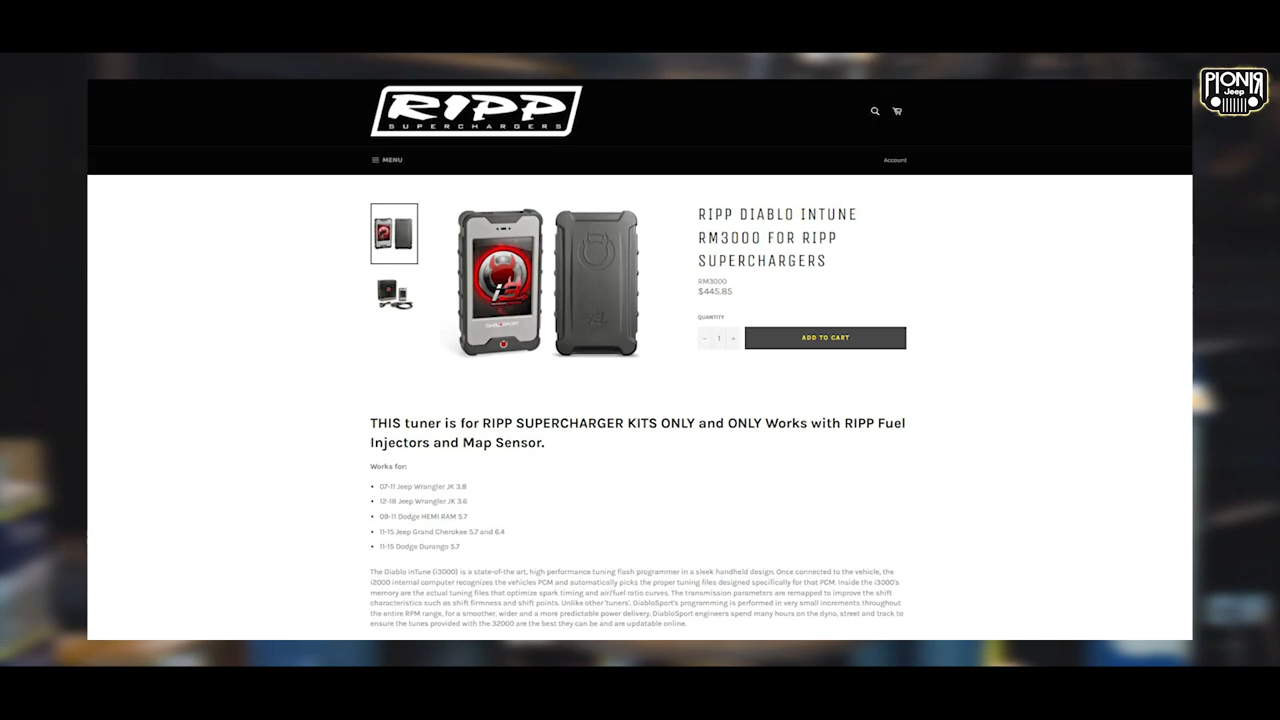 PIONIR
Jeep
RIPP
SUPERCHARGERS
MENU
Account
RIPP DIABLO INTUNE
RM3000 FOR RIPP
SUPERCHARGERS
RM3000
$445.85
QUANTITY
- 1 +
ADD TO CART
i3
DIABLOSPORT
THIS tuner is for RIPP SUPERCHARGER KITS ONLY and ONLY Works with RIPP Fuel
Injectors and Map Sensor.
Works for:
• 07-11 Jeep Wrangler JK 3.8
• 12-18 Jeep Wrangler JK 3.6
• 09-11 Dodge HEMI RAM 5.7
• 11-15 Jeep Grand Cherokee 5.7 and 6.4
• 11-15 Dodge Durango 5.7
The Diablo inTune (i3000) is a state-of-the art, high performance tuning flash programmer in a sleek handheld design. Once connected to the vehicle, the
i2000 internal computer recognizes the vehicles PCM and automatically picks the proper tuning files designed specifically for that PCM. Inside the i3000's
memory are the actual tuning files that optimize spark timing and air/fuel ratio curves. The transmission parameters are remapped to improve the shift
characteristics such as shift firmness and shift points. Unlike other 'tuners', DiabloSport's programming is performed in very small increments throughout
the entire RPM range, for a smoother, wider and a more predictable power delivery. DiabloSport engineers spend many hours on the dyno, street and track to
ensure the tunes provided with the 32000 are the best they can be and are updatable online.